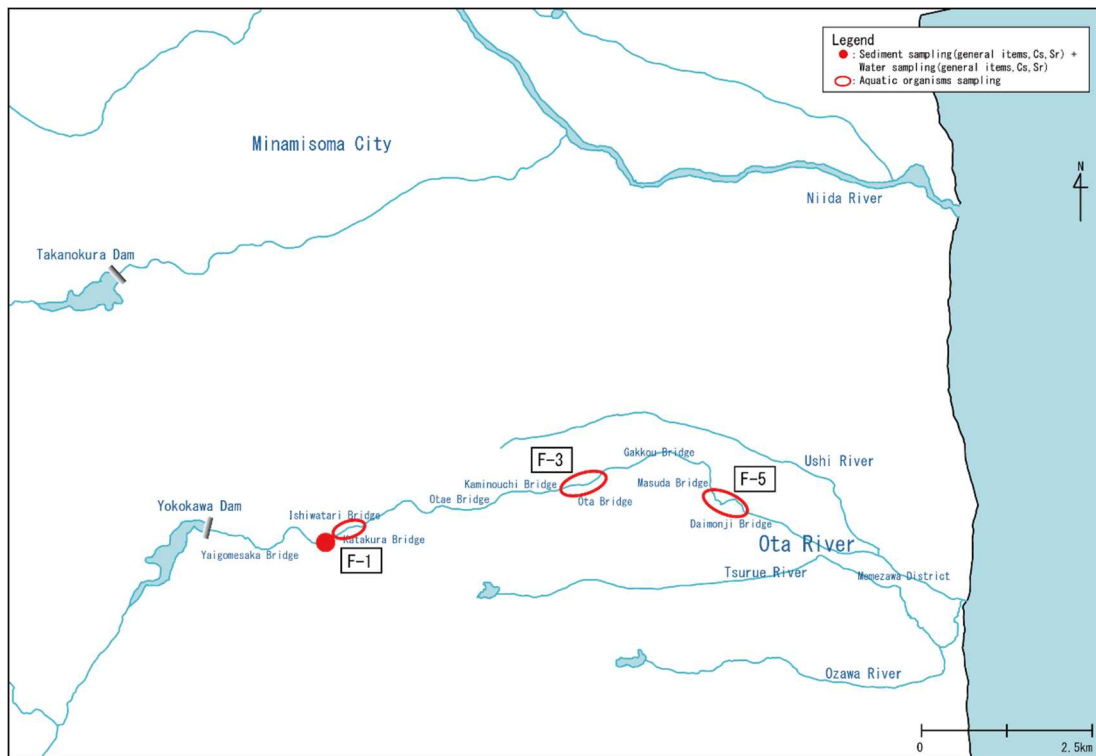 Legend
: Sediment sampling(general items,Cs,Sr) +
Water sampling(general items,Cs,Sr)
: Aquatic organisms sampling
Minamisoma City
N
Niida River
Takanokura Dam
Gakkou Bridge
Ushi River
F-3
Kaminouchi Bridge
Masuda Bridge
F-5
Otae Bridge
Ota Bridge
Yokokawa Dam
Ishiwatari Bridge
Daimonji Bridge
Yaigomesaka Bridge
Katakura Bridge
Ota River
F-1
Tsurue River
Memezawa District
Ozawa River
0
2.5km